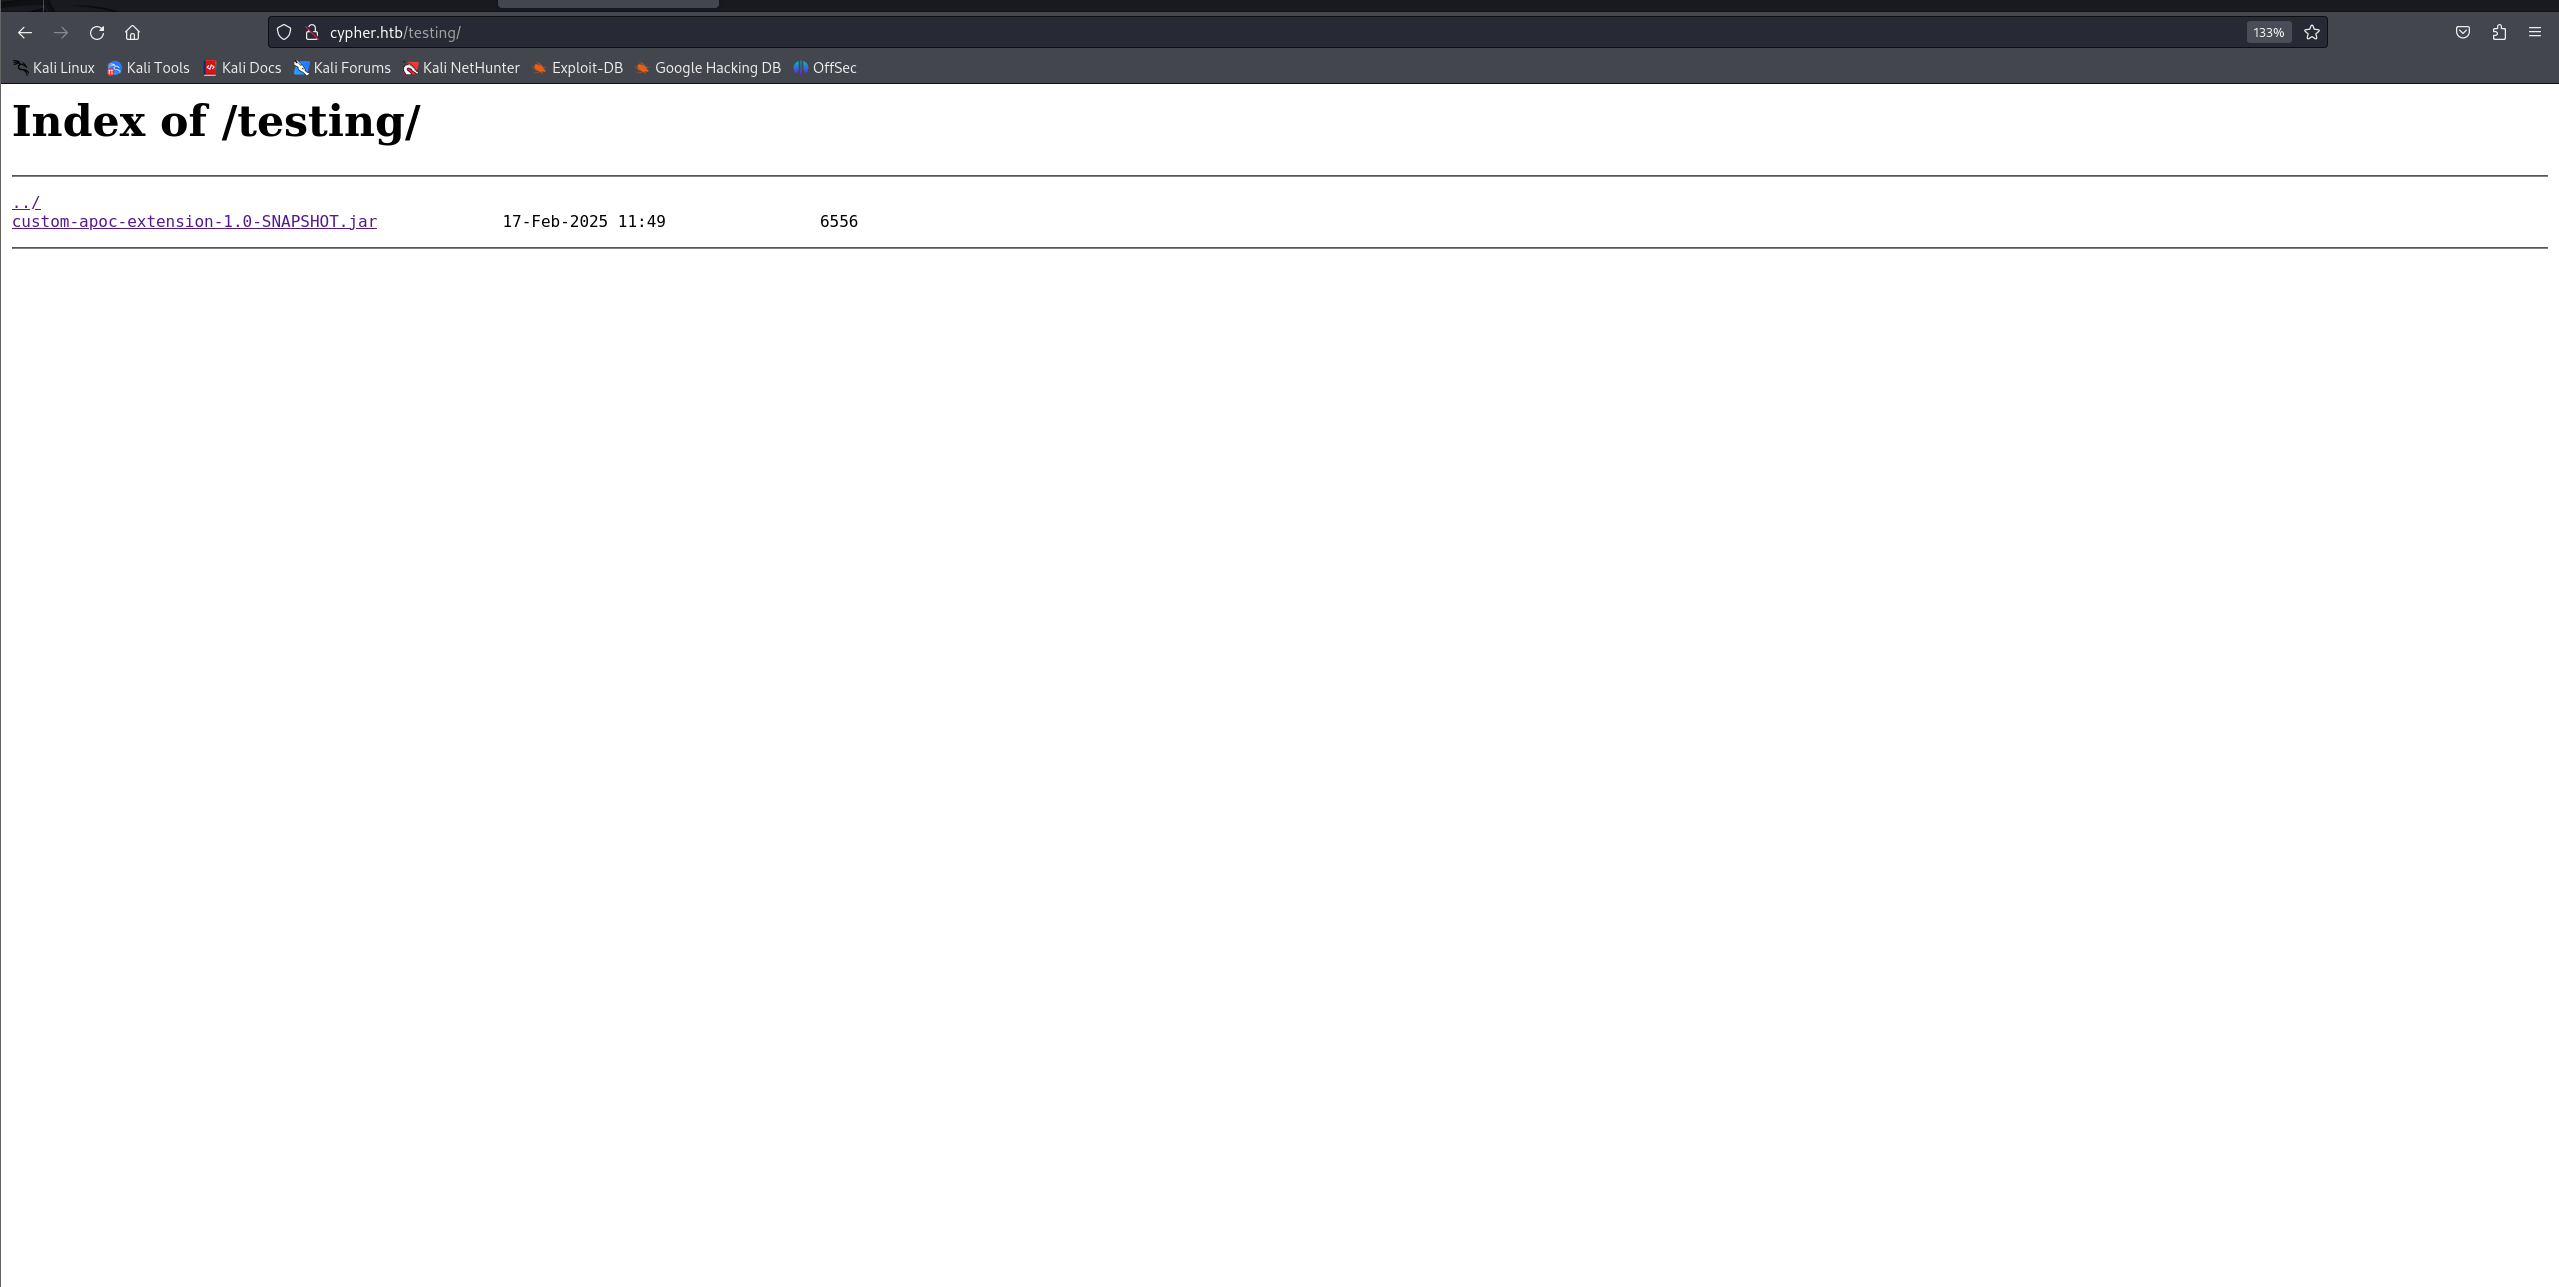 cypher.htb/testing/
133%
Kali Linux Kali Tools Kali Docs Kali Forums Kali NetHunter Exploit-DB Google Hacking DB OffSec
Index of /testing/
../
custom-apoc-extension-1.0-SNAPSHOT.jar 17-Feb-2025 11:49 6556